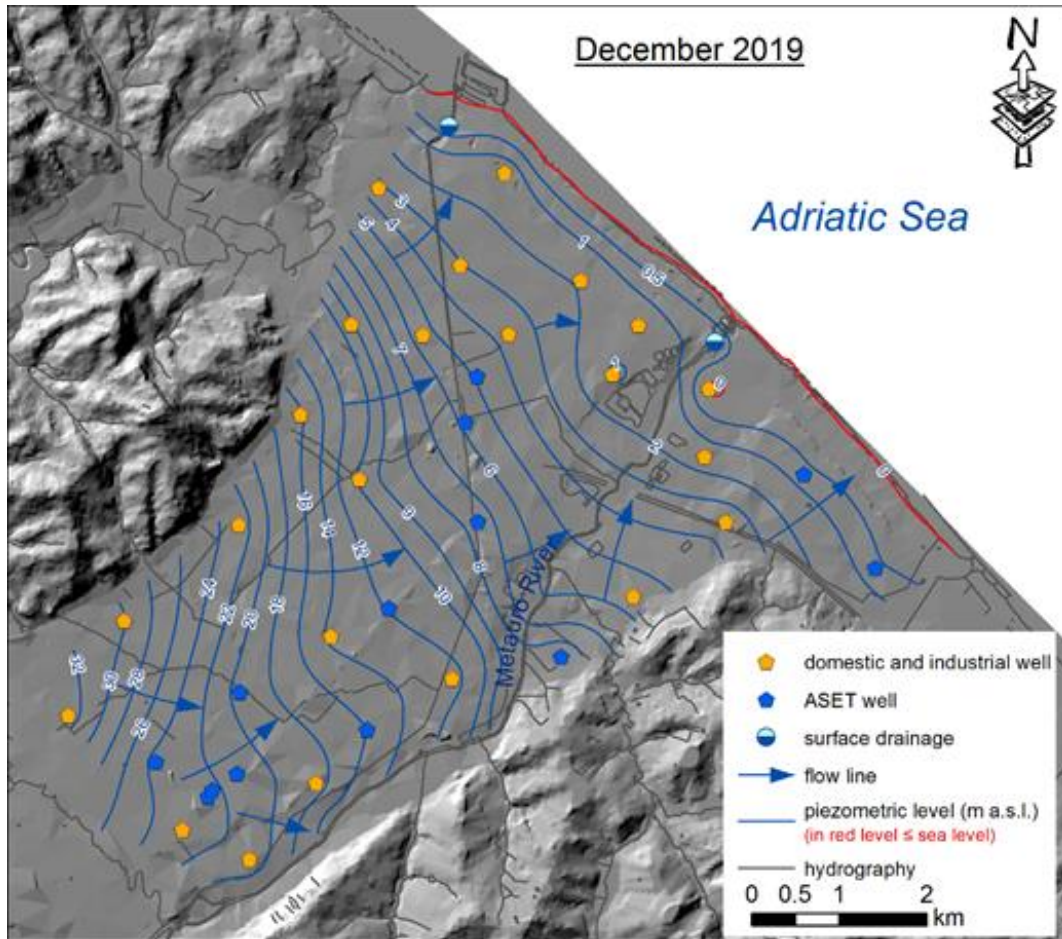 December 2019
N
Adriatic Sea
1
0.5
3
4
5
7
0
2
0
6
16
14
12
9
8
10
24
22
20
18
32
30
28
26
Metauro River
domestic and industrial well
ASET well
surface drainage
flow line
piezometric level (m a.s.l.)
(in red level ≤ sea level)
hydrography
0 0.5 1 2
km